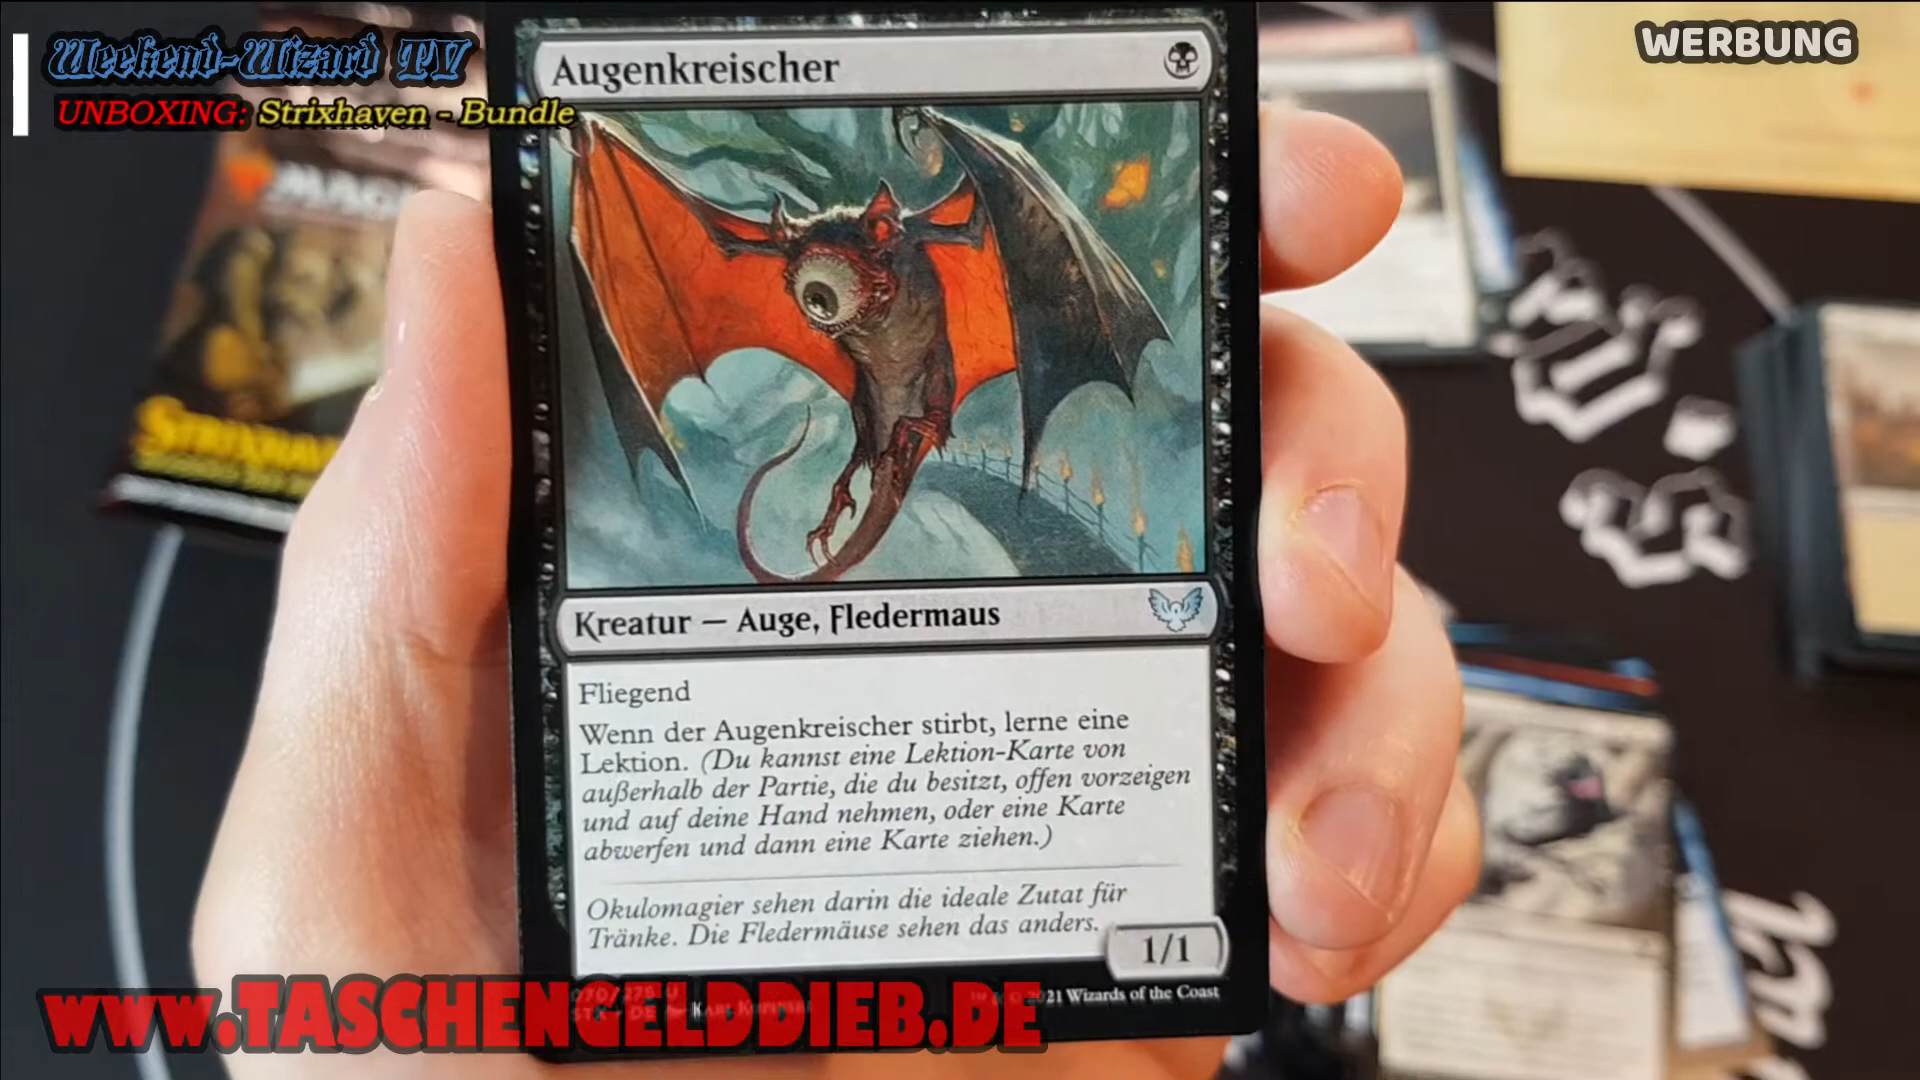 Weekend-Wizard TV
UNBOXING: Strixhaven - Bundle
WERBUNG
Augenkreischer
Kreatur — Auge, Fledermaus
Fliegend
Wenn der Augenkreischer stirbt, lerne eine
Lektion. (Du kannst eine Lektion-Karte von
außerhalb der Partie, die du besitzt, offen vorzeigen
und auf deine Hand nehmen, oder eine Karte
abwerfen und dann eine Karte ziehen.)
Okulomagier sehen darin die ideale Zutat für
Tränke. Die Fledermäuse sehen das anders.
1/1
2021 Wizards of the Coast
www.TASCHENGELDDIEB.DE